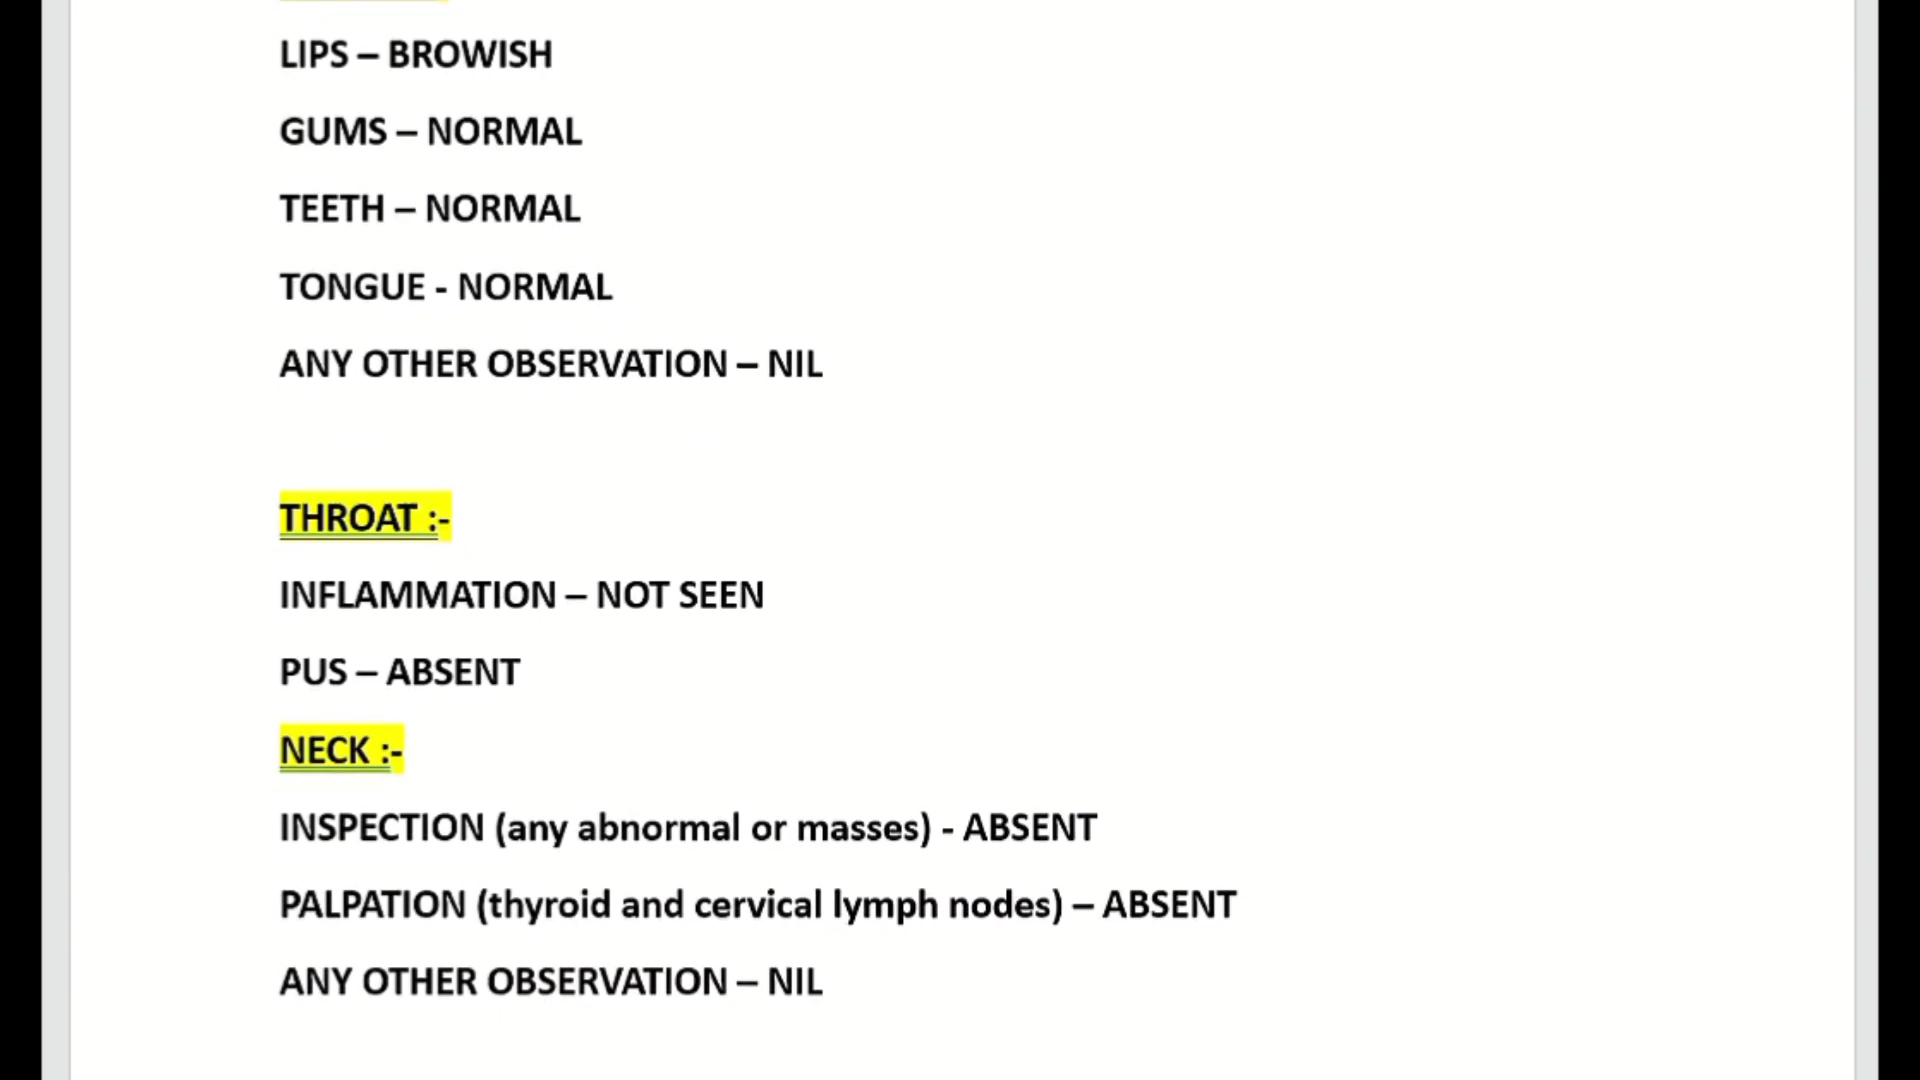 LIPS – BROWISH
GUMS – NORMAL
TEETH – NORMAL
TONGUE - NORMAL
ANY OTHER OBSERVATION – NIL
THROAT :-
INFLAMMATION – NOT SEEN
PUS – ABSENT
NECK :-
INSPECTION (any abnormal or masses) - ABSENT
PALPATION (thyroid and cervical lymph nodes) – ABSENT
ANY OTHER OBSERVATION – NIL